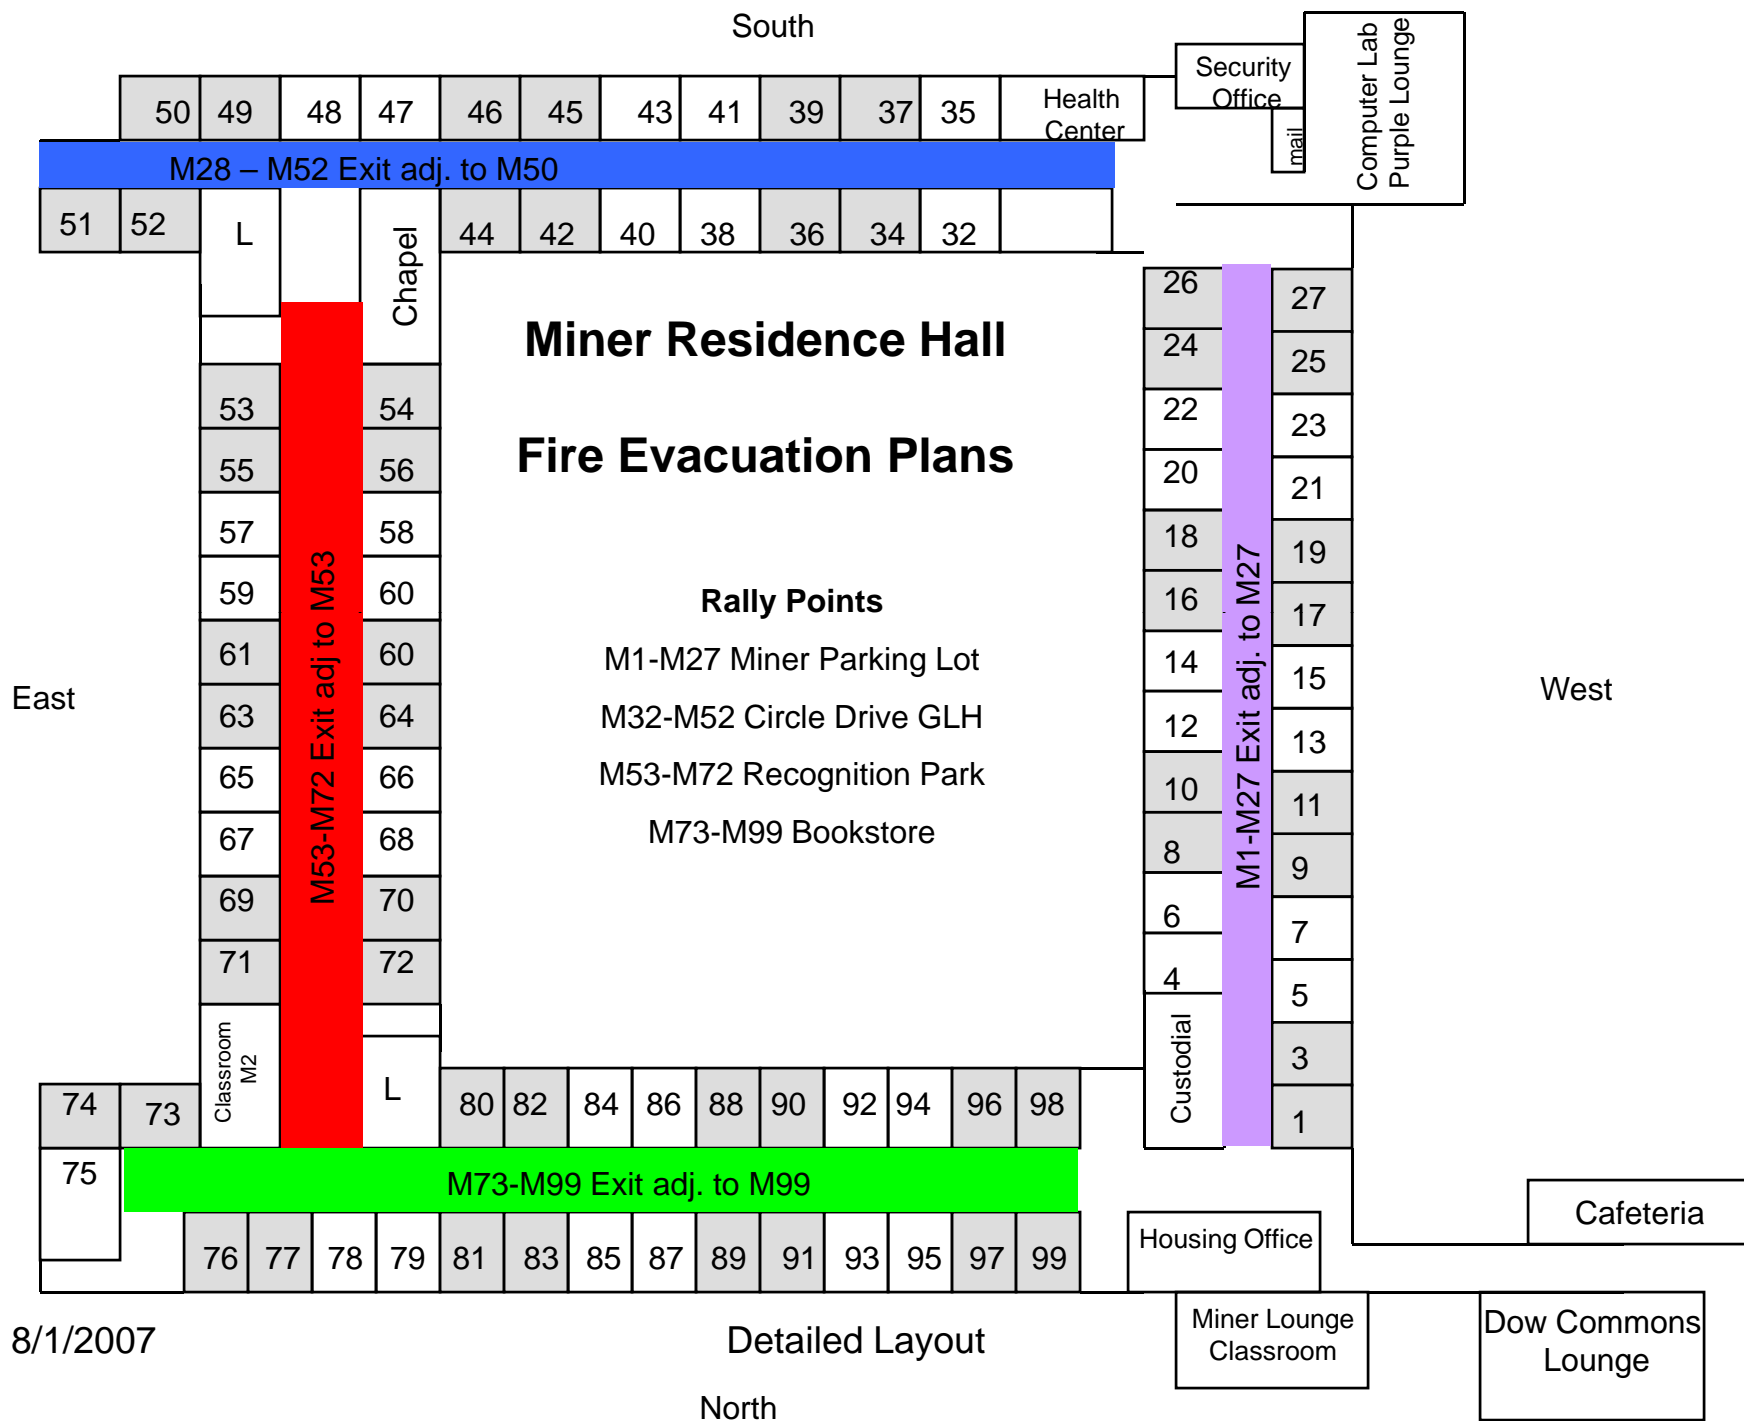 South
Security
Office
Computer Lab
Purple Lounge
mail
50 49 48 47 46 45 43 41 39 37 35 Health
Center
M28 – M52 Exit adj. to M50
51 52 L Chapel 44 42 40 38 36 34 32
Miner Residence Hall
Fire Evacuation Plans
Rally Points
M1-M27 Miner Parking Lot
M32-M52 Circle Drive GLH
M53-M72 Recognition Park
M73-M99 Bookstore
East
West
53 54
55 56
57 58
59 60
61 60
63 64
65 66
67 68
69 70
71 72
M53-M72 Exit adj to M53
Classroom
M2
L
26 27
24 25
22 23
20 21
18 19
16 17
14 15
12 13
10 11
8 9
6 7
4 5
3
1
M1-M27 Exit adj. to M27
Custodial
74 73 80 82 84 86 88 90 92 94 96 98
75
M73-M99 Exit adj. to M99
76 77 78 79 81 83 85 87 89 91 93 95 97 99
Housing Office
Cafeteria
Miner Lounge
Classroom
Dow Commons
Lounge
8/1/2007
Detailed Layout
North